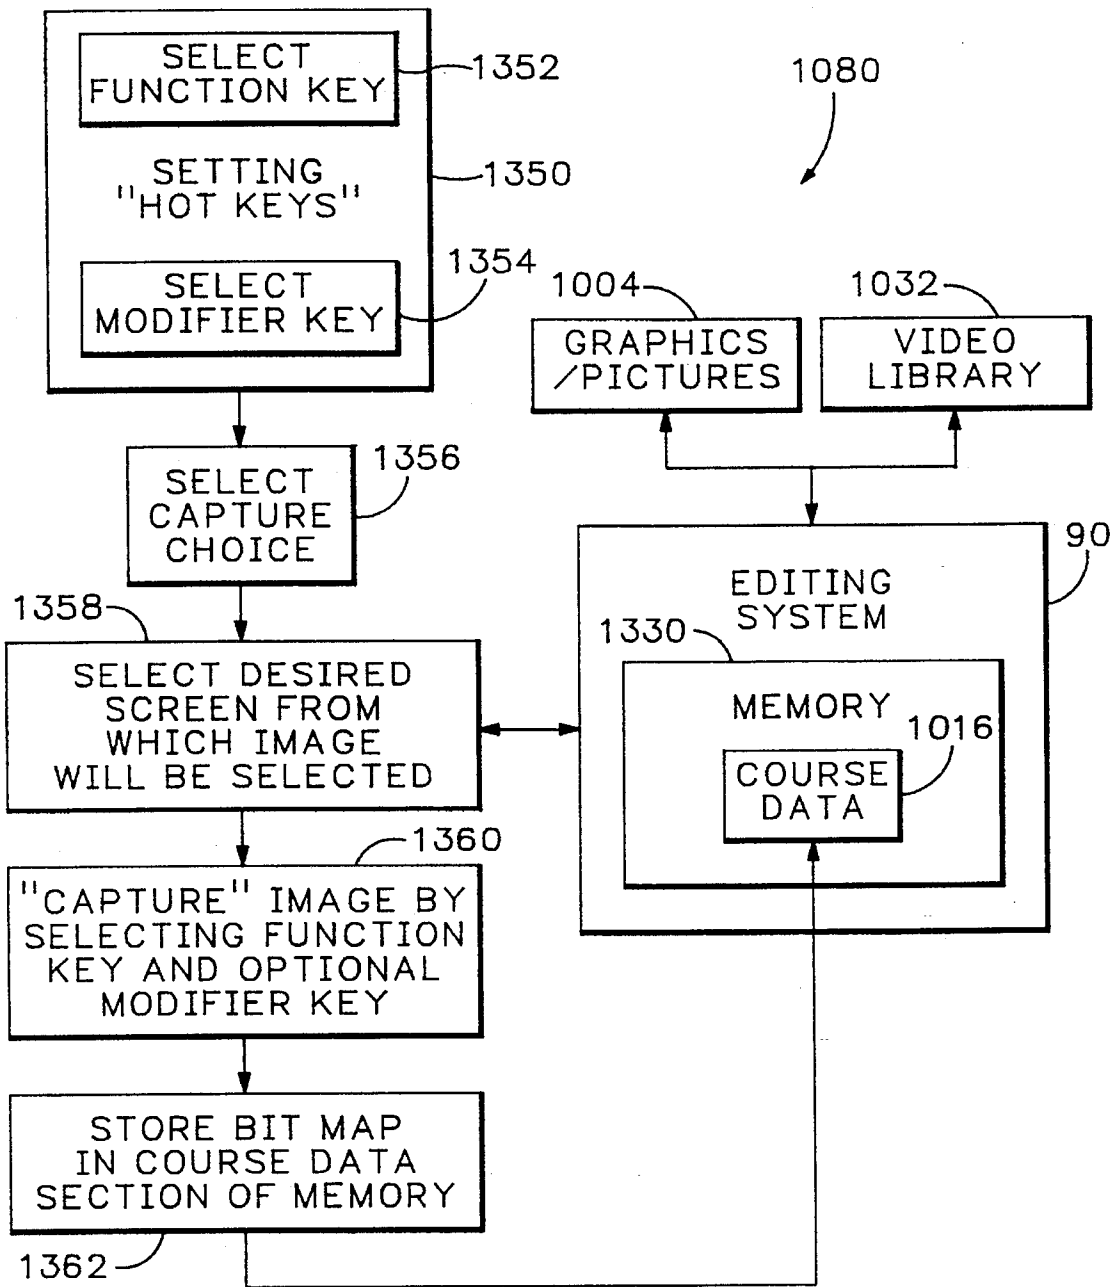 SELECT
FUNCTION KEY
1352
SETTING
"HOT KEYS"
1350
SELECT
MODIFIER KEY
1354
1080
1004
GRAPHICS
/PICTURES
1032
VIDEO
LIBRARY
SELECT
CAPTURE
CHOICE
1356
90
EDITING
SYSTEM
1330
MEMORY
1016
COURSE
DATA
1358
SELECT DESIRED
SCREEN FROM
WHICH IMAGE
WILL BE SELECTED
1360
"CAPTURE" IMAGE BY
SELECTING FUNCTION
KEY AND OPTIONAL
MODIFIER KEY
STORE BIT MAP
IN COURSE DATA
SECTION OF MEMORY
1362